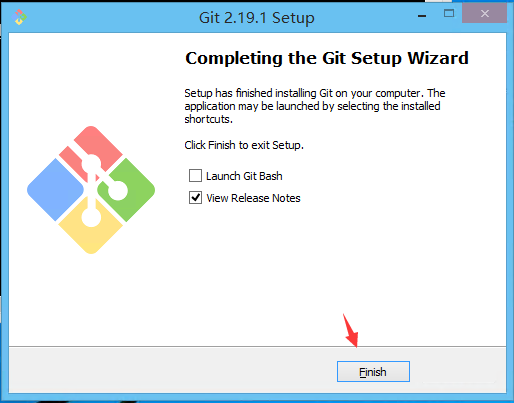 Git 2.19.1 Setup
Completing the Git Setup Wizard
Setup has finished installing Git on your computer. The
application may be launched by selecting the installed
shortcuts.
Click Finish to exit Setup.
Launch Git Bash
View Release Notes
Finish